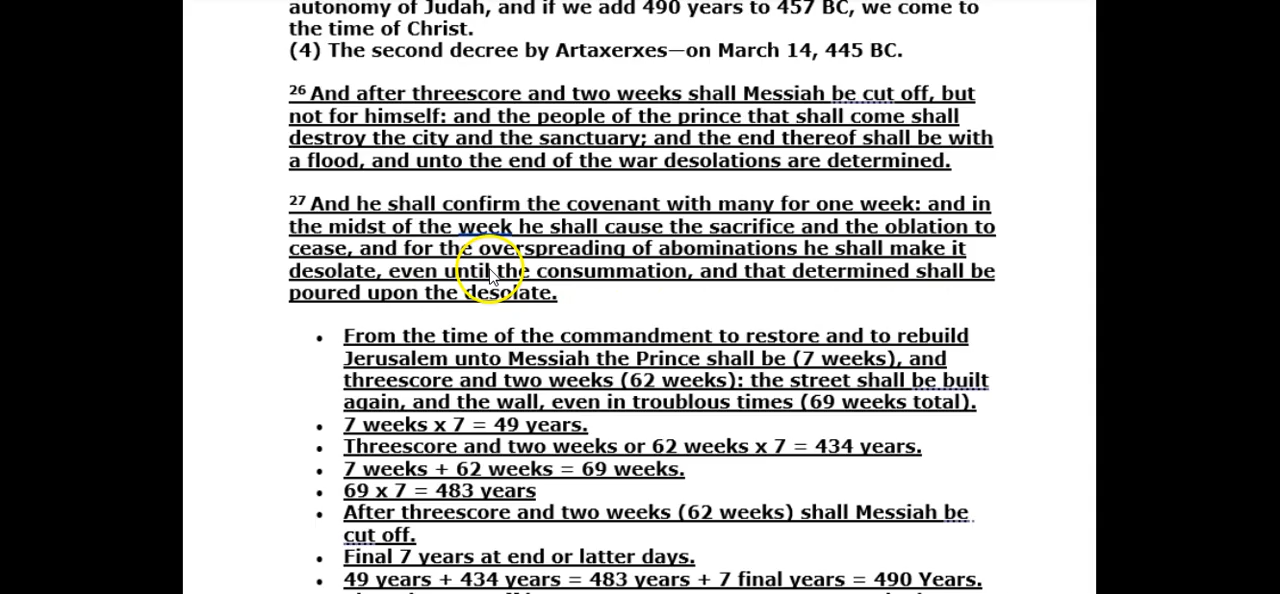 autonomy of Judah, and if we add 490 years to 457 BC, we come to
the time of Christ.
(4) The second decree by Artaxerxes—on March 14, 445 BC.
26 And after threescore and two weeks shall Messiah be cut off, but
not for himself: and the people of the prince that shall come shall
destroy the city and the sanctuary; and the end thereof shall be with
a flood, and unto the end of the war desolations are determined.
27 And he shall confirm the covenant with many for one week: and in
the midst of the week he shall cause the sacrifice and the oblation to
cease, and for the overspreading of abominations he shall make it
desolate, even until the consummation, and that determined shall be
poured upon the desolate.
• From the time of the commandment to restore and to rebuild
Jerusalem unto Messiah the Prince shall be (7 weeks), and
threescore and two weeks (62 weeks): the street shall be built
again, and the wall, even in troublous times (69 weeks total).
• 7 weeks x 7 = 49 years.
• Threescore and two weeks or 62 weeks x 7 = 434 years.
• 7 weeks + 62 weeks = 69 weeks.
• 69 x 7 = 483 years
• After threescore and two weeks (62 weeks) shall Messiah be
cut off.
• Final 7 years at end or latter days.
• 49 years + 434 years = 483 years + 7 final years = 490 Years.